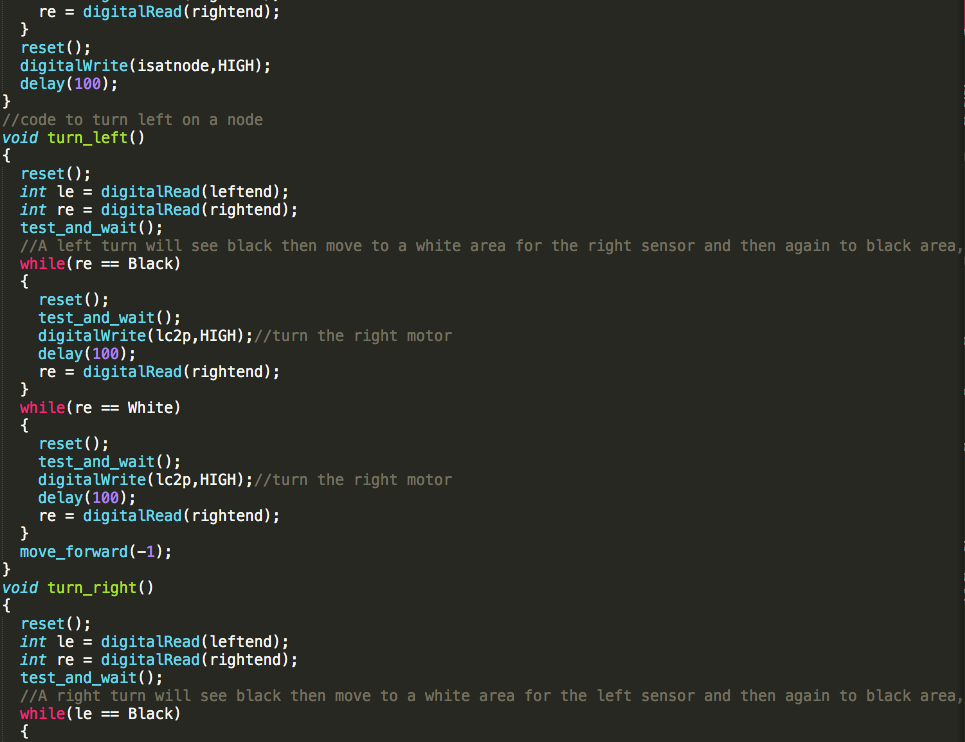 re = digitalRead(rightend);
  }
  reset();
  digitalWrite(isatnode,HIGH);
  delay(100);
}
//code to turn left on a node
void turn_left()
{
  reset();
  int le = digitalRead(leftend);
  int re = digitalRead(rightend);
  test_and_wait();
  //A left turn will see black then move to a white area for the right sensor and then again to black area,
  while(re == Black)
  {
    reset();
    test_and_wait();
    digitalWrite(lc2p,HIGH);//turn the right motor
    delay(100);
    re = digitalRead(rightend);
  }
  while(re == White)
  {
    reset();
    test_and_wait();
    digitalWrite(lc2p,HIGH);//turn the right motor
    delay(100);
    re = digitalRead(rightend);
  }
  move_forward(-1);
}
void turn_right()
{
  reset();
  int le = digitalRead(leftend);
  int re = digitalRead(rightend);
  test_and_wait();
  //A right turn will see black then move to a white area for the left sensor and then again to black area,
  while(le == Black)
  {